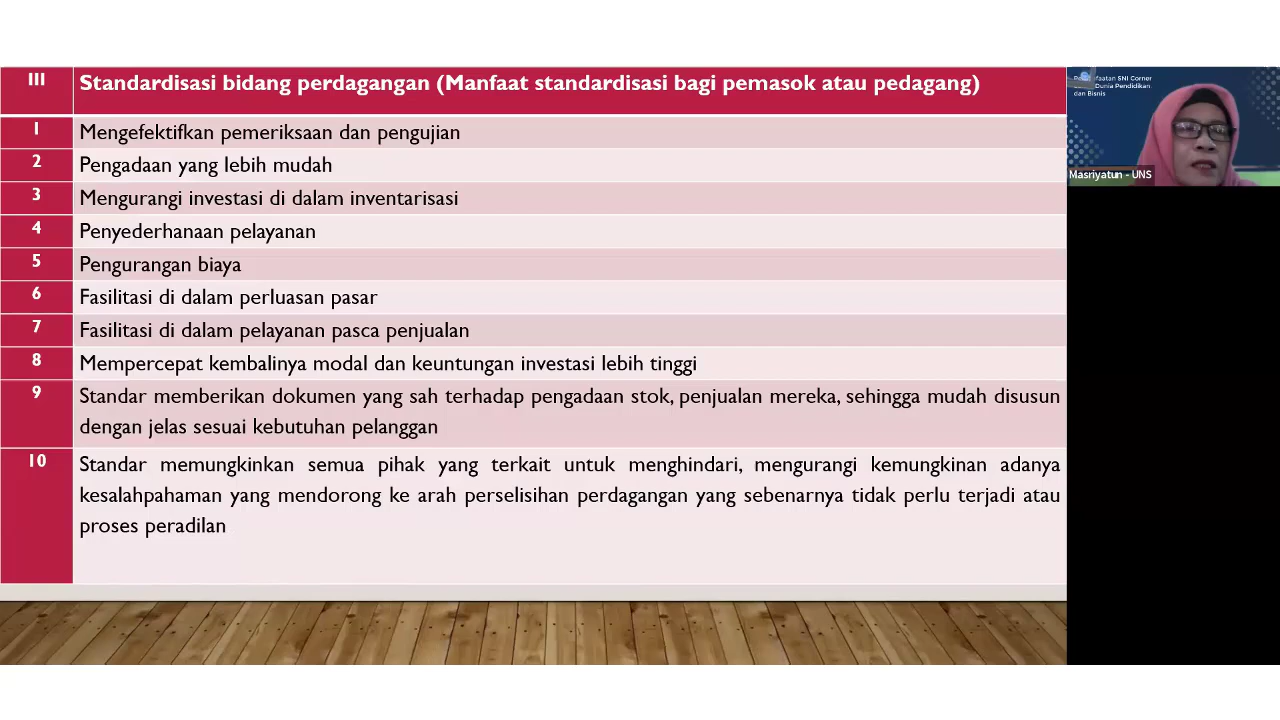 III
Standardisasi bidang perdagangan (Manfaat standardisasi bagi pemasok atau pedagang)
1
Mengefektifkan pemeriksaan dan pengujian
2
Pengadaan yang lebih mudah
3
Mengurangi investasi di dalam inventarisasi
4
Penyederhanaan pelayanan
5
Pengurangan biaya
6
Fasilitasi di dalam perluasan pasar
7
Fasilitasi di dalam pelayanan pasca penjualan
8
Mempercepat kembalinya modal dan keuntungan investasi lebih tinggi
9
Standar memberikan dokumen yang sah terhadap pengadaan stok, penjualan mereka, sehingga mudah disusun
dengan jelas sesuai kebutuhan pelanggan
10
Standar memungkinkan semua pihak yang terkait untuk menghindari, mengurangi kemungkinan adanya
kesalahpahaman yang mendorong ke arah perselisihan perdagangan yang sebenarnya tidak perlu terjadi atau
proses peradilan
SNI Corner
Dunia Pendidikan
dan Bisnis
Masriyatun - UNS